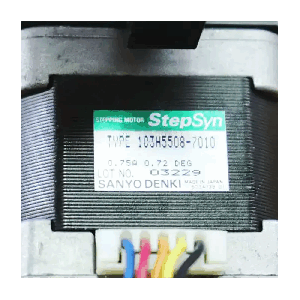 STEPPING MOTOR StepSyn
TYPE 103H5508-7010
0.75A 0.72 DEG
LOT NO. 03229
SANYO DENKI MADE IN JAPAN